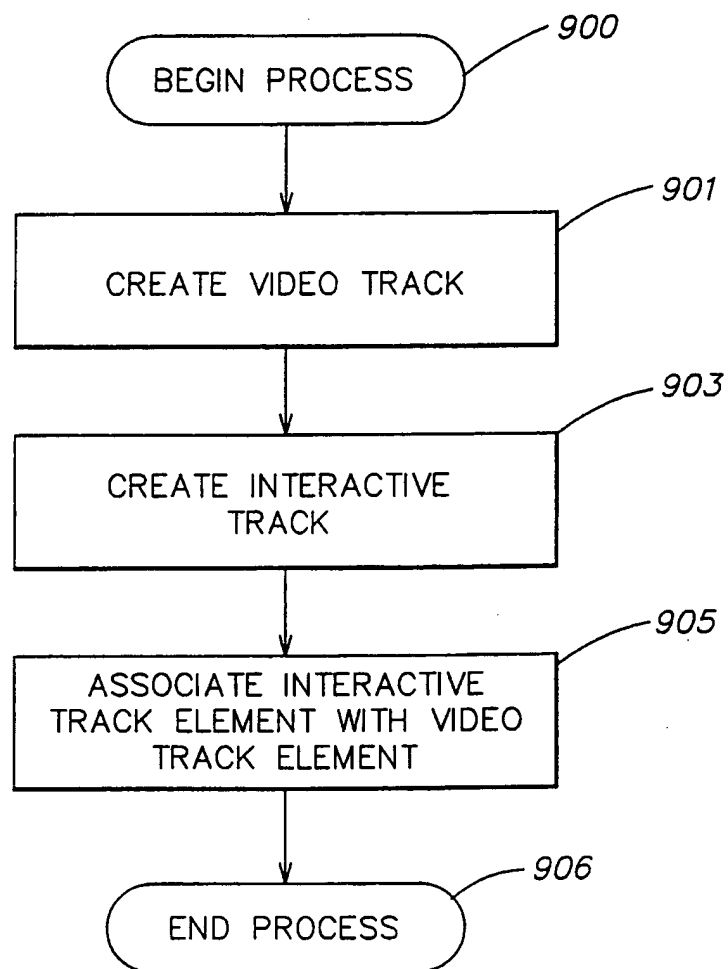 900
BEGIN PROCESS
901
CREATE VIDEO TRACK
903
CREATE INTERACTIVE
TRACK
905
ASSOCIATE INTERACTIVE
TRACK ELEMENT WITH VIDEO
TRACK ELEMENT
906
END PROCESS